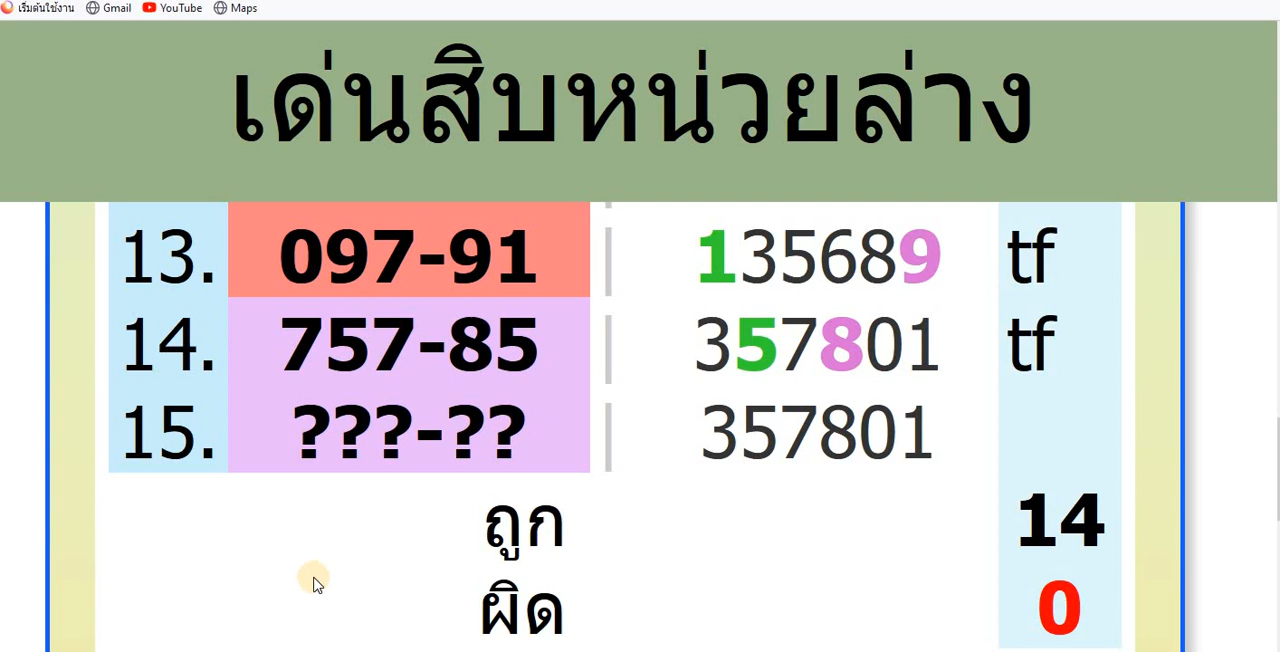 เริ่มต้นใช้งาน Gmail YouTube Maps
เด่นสิบหน่วยล่าง
13. 097-91 | 135689 tf
14. 757-85 | 357801 tf
15. ???-?? | 357801
ถูก 14
ผิด 0